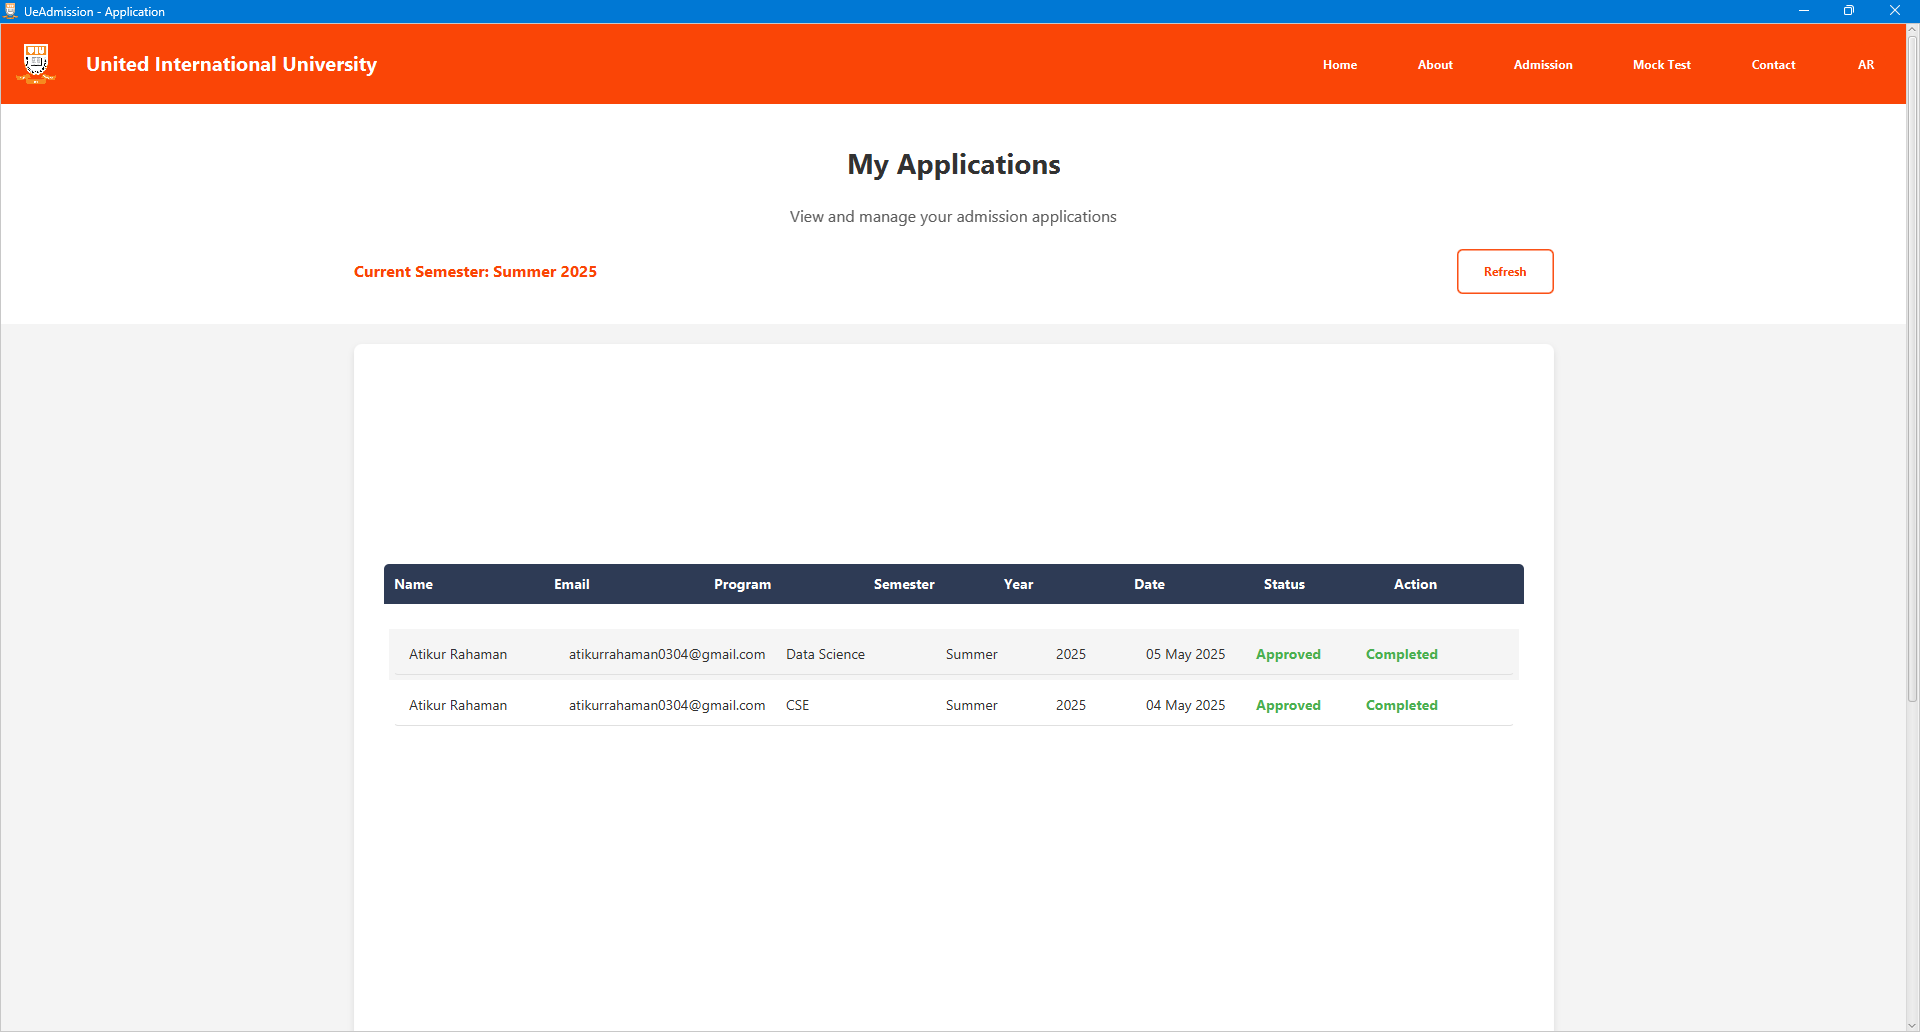 UeAdmission - Application
United International University Home About Admission Mock Test Contact AR
My Applications
View and manage your admission applications
Current Semester: Summer 2025 Refresh
Name Email Program Semester Year Date Status Action
Atikur Rahaman atikurrahaman0304@gmail.com Data Science Summer 2025 05 May 2025 Approved Completed
Atikur Rahaman atikurrahaman0304@gmail.com CSE Summer 2025 04 May 2025 Approved Completed